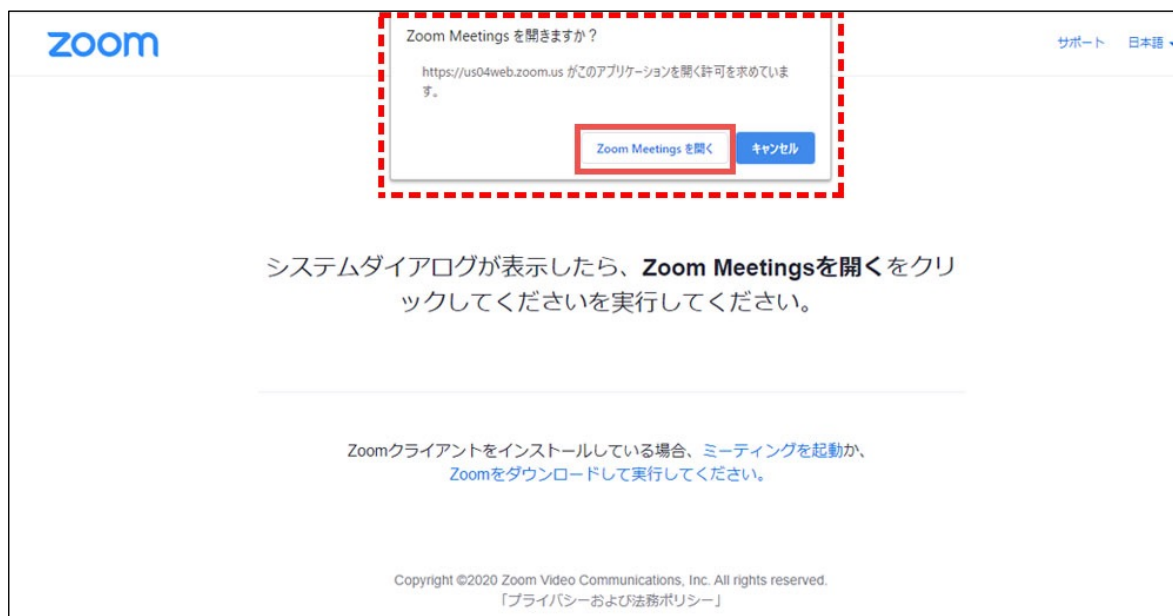 zoom
Zoom Meetings を開きますか？
サポート 日本語
https://us04web.zoom.us がこのアプリケーションを開く許可を求めていま
す。
Zoom Meetings を開く キャンセル
システムダイアログが表示したら、Zoom Meetingsを開くをクリ
ックしてくださいを実行してください。
Zoomクライアントをインストールしている場合、ミーティングを起動か、
Zoomをダウンロードして実行してください。
Copyright ©2020 Zoom Video Communications, Inc. All rights reserved.
「プライバシーおよび法務ポリシー」